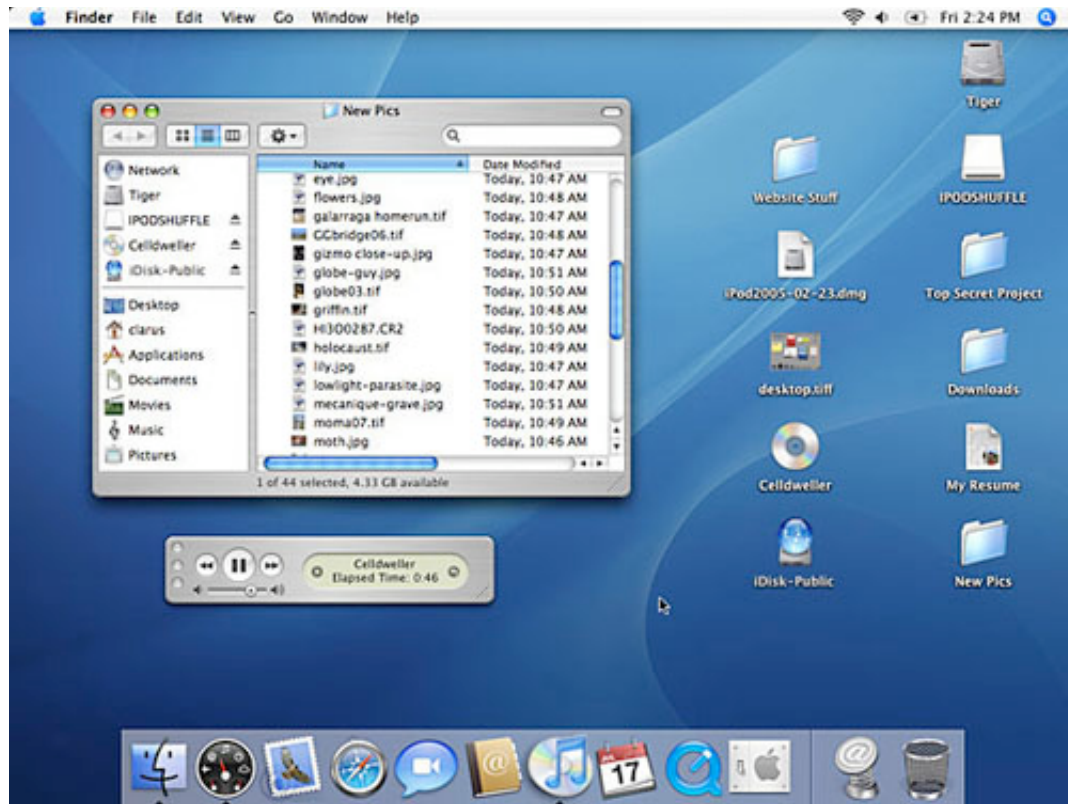 Finder File Edit View Go Window Help Fri 2:24 PM
New Pics
Name Date Modified
eye.jpg Today, 10:47 AM
flowers.jpg Today, 10:48 AM
galarraga homerun.tif Today, 10:47 AM
GGbridge06.tif Today, 10:48 AM
gizmo close-up.jpg Today, 10:47 AM
globe-guy.jpg Today, 10:51 AM
globe03.tif Today, 10:50 AM
griffin.tif Today, 10:48 AM
HI3O0287.CR2 Today, 10:50 AM
holocaust.tif Today, 10:49 AM
lily.jpg Today, 10:47 AM
lowlight-parasite.jpg Today, 10:47 AM
mecanique-grave.jpg Today, 10:51 AM
moma07.tif Today, 10:49 AM
moth.jpg Today, 10:46 AM
Network
Tiger
IPODSHUFFLE
Celldweller
iDisk-Public
Desktop
clarus
Applications
Documents
Movies
Music
Pictures
1 of 44 selected, 4.33 GB available
Celldweller
Elapsed Time: 0:46
Tiger
Website Stuff
IPODSHUFFLE
iPod2005-02-23.dmg
Top Secret Project
desktop.tiff
Downloads
Celldweller
My Resume
iDisk-Public
New Pics
17